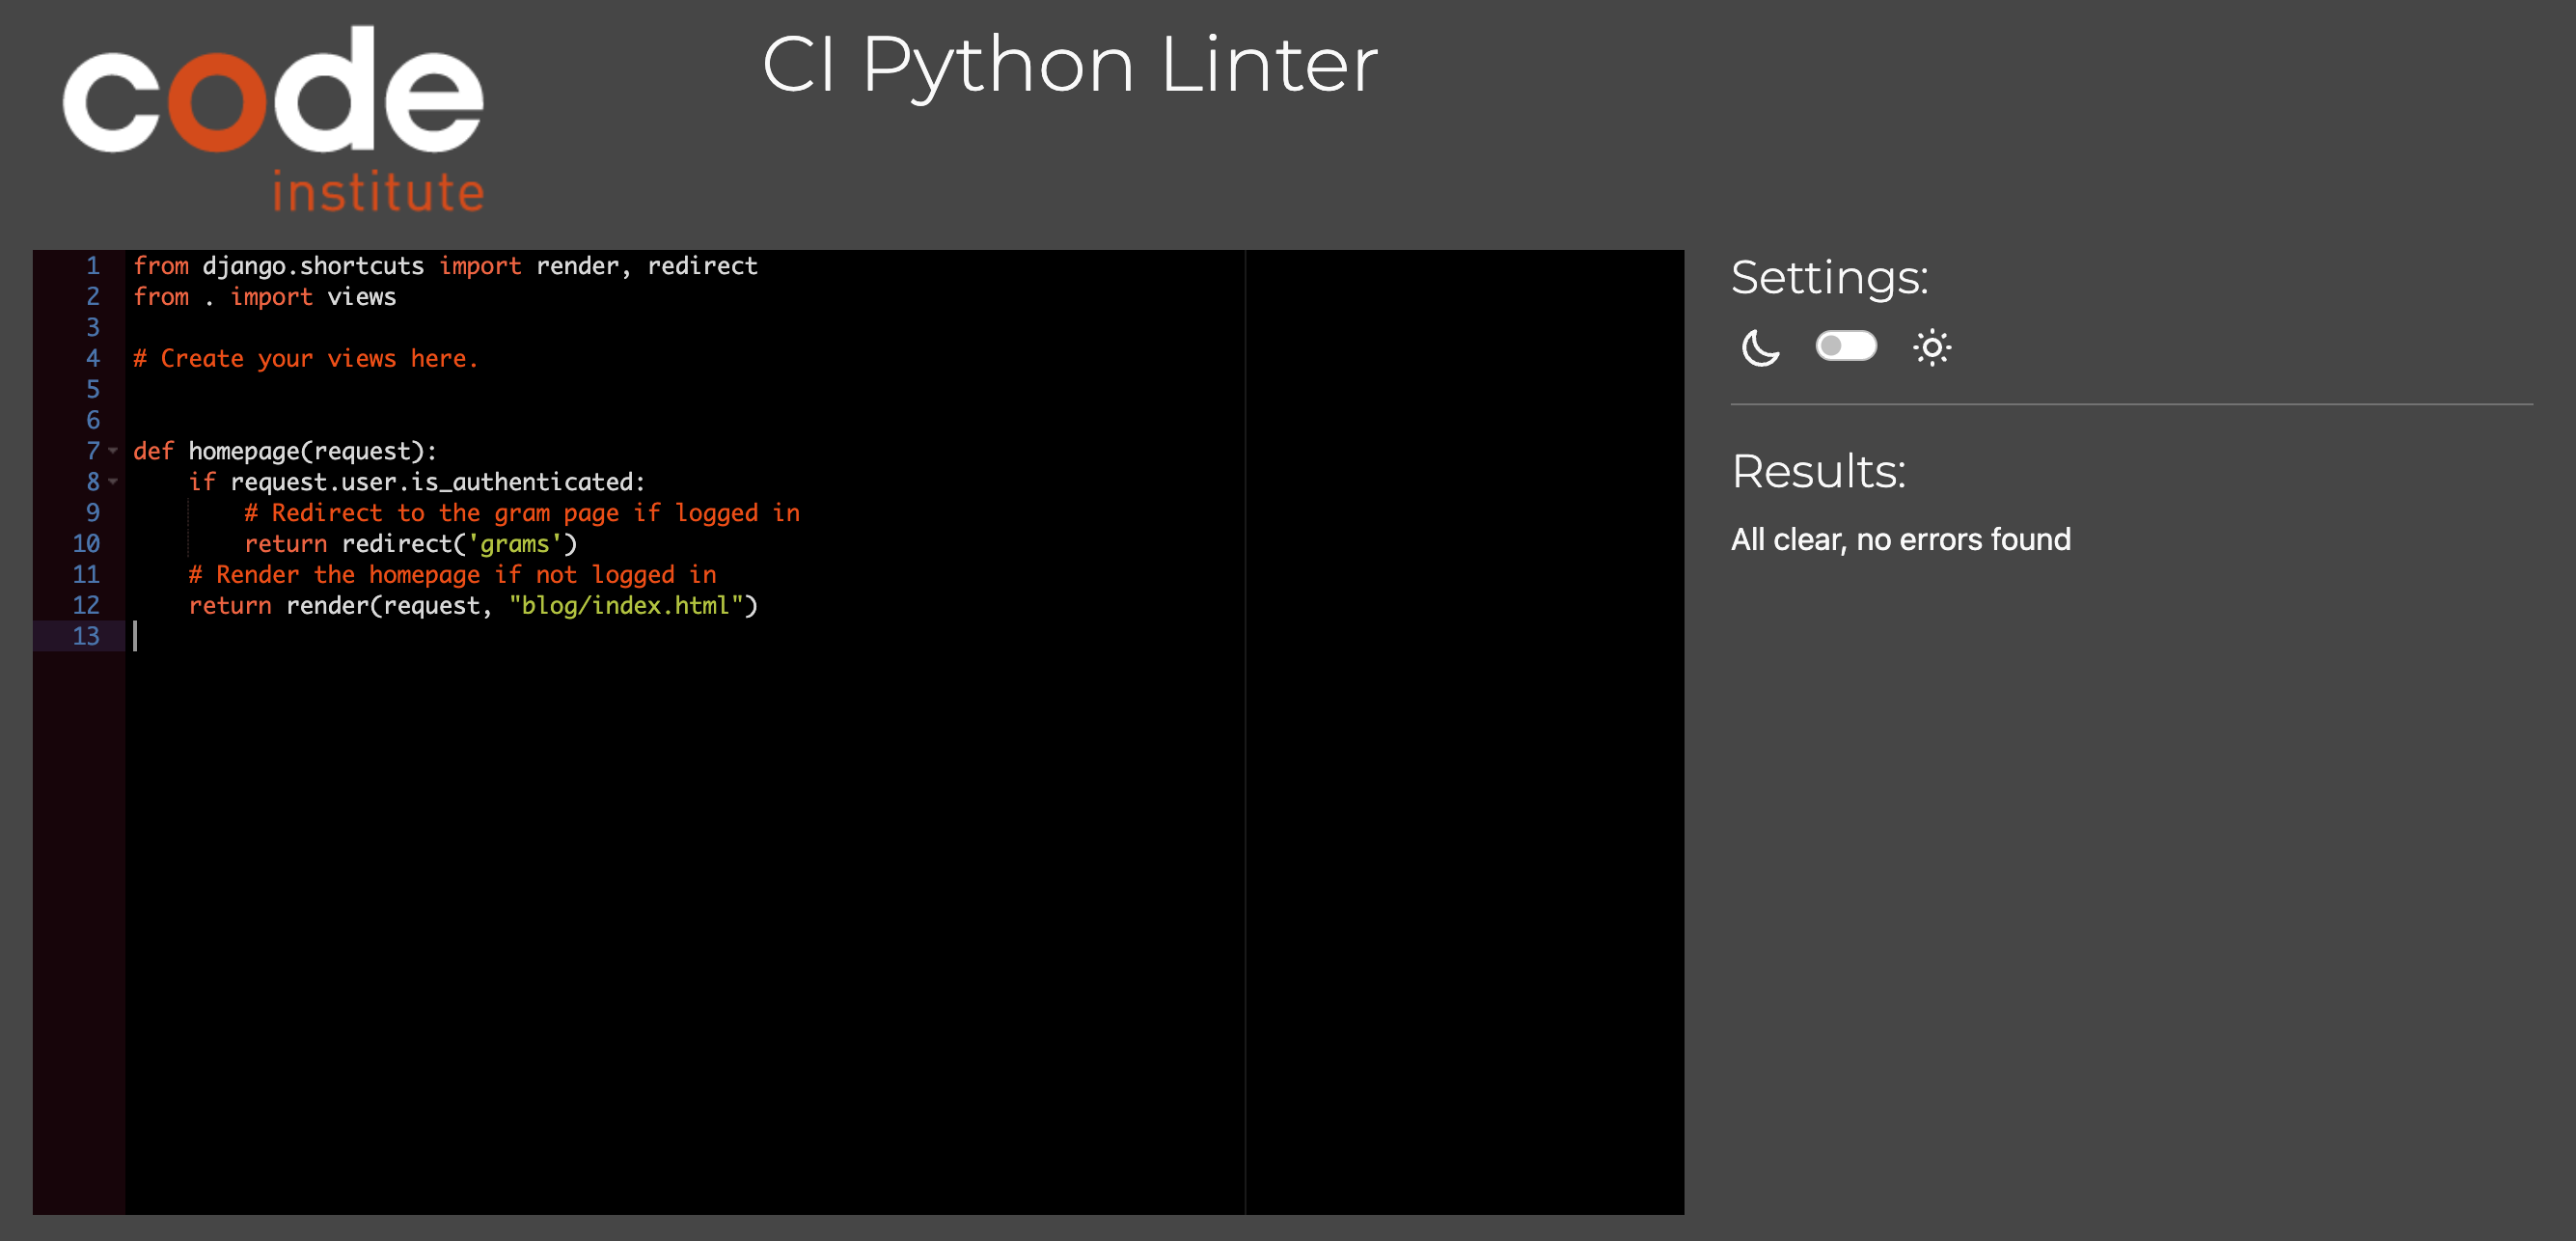 code
institute
CI Python Linter
1 from django.shortcuts import render, redirect
2 from . import views
3
4 # Create your views here.
5
6
7 def homepage(request):
8     if request.user.is_authenticated:
9         # Redirect to the gram page if logged in
10         return redirect('grams')
11     # Render the homepage if not logged in
12     return render(request, "blog/index.html")
13
Settings:
Results:
All clear, no errors found